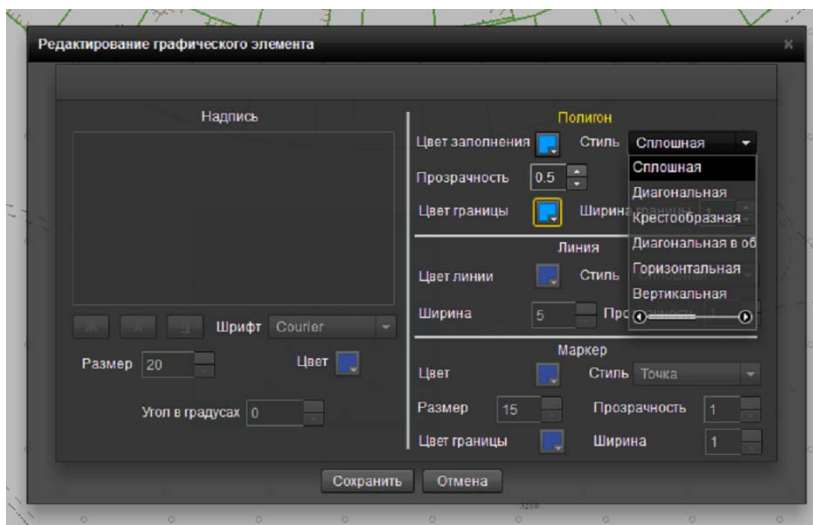 Редактирование графического элемента
Надпись
Шрифт Courier
Размер 20 Цвет
Угол в градусах 0
Полигон
Цвет заполнения Стиль Сплошная
Сплошная
Диагональная
Крестообразная
Диагональная в об
Горизонтальная
Вертикальная
Прозрачность 0.5
Цвет границы Ширина
Линия
Цвет линии Стиль
Ширина 5
Маркер
Цвет Стиль Точка
Размер 15 Прозрачность 1
Цвет границы Ширина 1
Сохранить Отмена